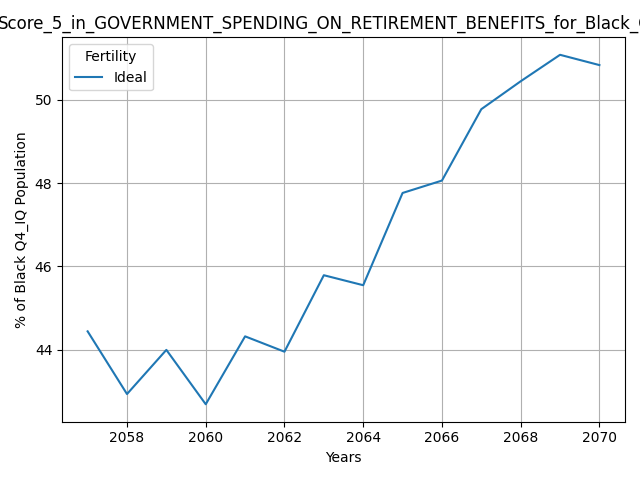 Score_5_in_GOVERNMENT_SPENDING_ON_RETIREMENT_BENEFITS_for_Black_
Fertility
Ideal
% of Black Q4_IQ Population
50
48
46
44
2058 2060 2062 2064 2066 2068 2070
Years